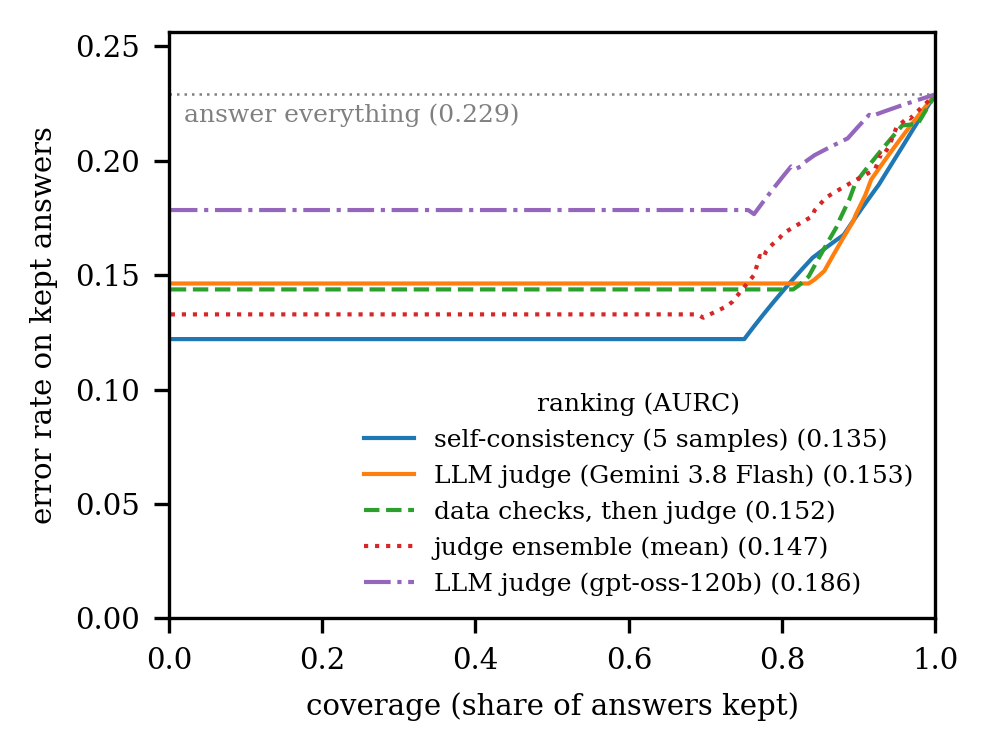 0.25
0.20
0.15
0.10
0.05
0.00
error rate on kept answers
answer everything (0.229)
ranking (AURC)
self-consistency (5 samples) (0.135)
LLM judge (Gemini 3.8 Flash) (0.153)
data checks, then judge (0.152)
judge ensemble (mean) (0.147)
LLM judge (gpt-oss-120b) (0.186)
0.0 0.2 0.4 0.6 0.8 1.0
coverage (share of answers kept)